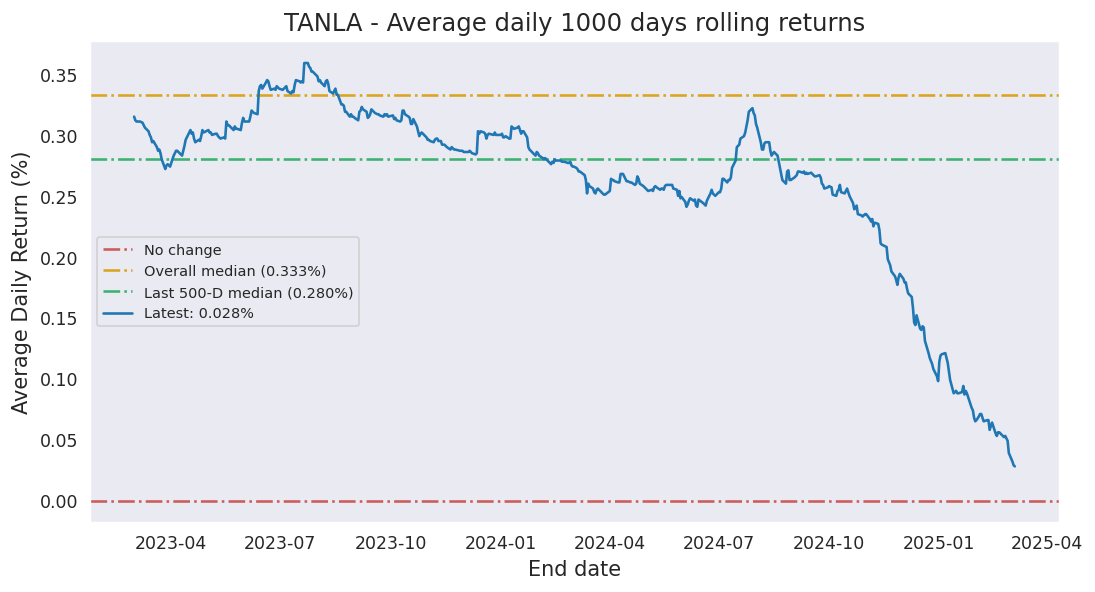 TANLA - Average daily 1000 days rolling returns
Average Daily Return (%)
0.35
0.30
0.25
0.20
0.15
0.10
0.05
0.00
No change
Overall median (0.333%)
Last 500-D median (0.280%)
Latest: 0.028%
2023-04 2023-07 2023-10 2024-01 2024-04 2024-07 2024-10 2025-01 2025-04
End date